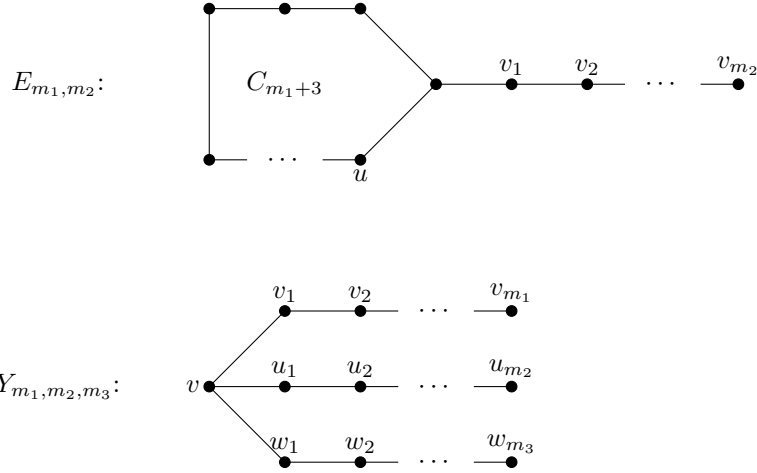 E_{m_1,m_2}:
C_{m_1+3}
v_1 v_2 ··· v_{m_2}
··· u
v_1 v_2 ··· v_{m_1}
Y_{m_1,m_2,m_3}: v u_1 u_2 ··· u_{m_2}
w_1 w_2 ··· w_{m_3}